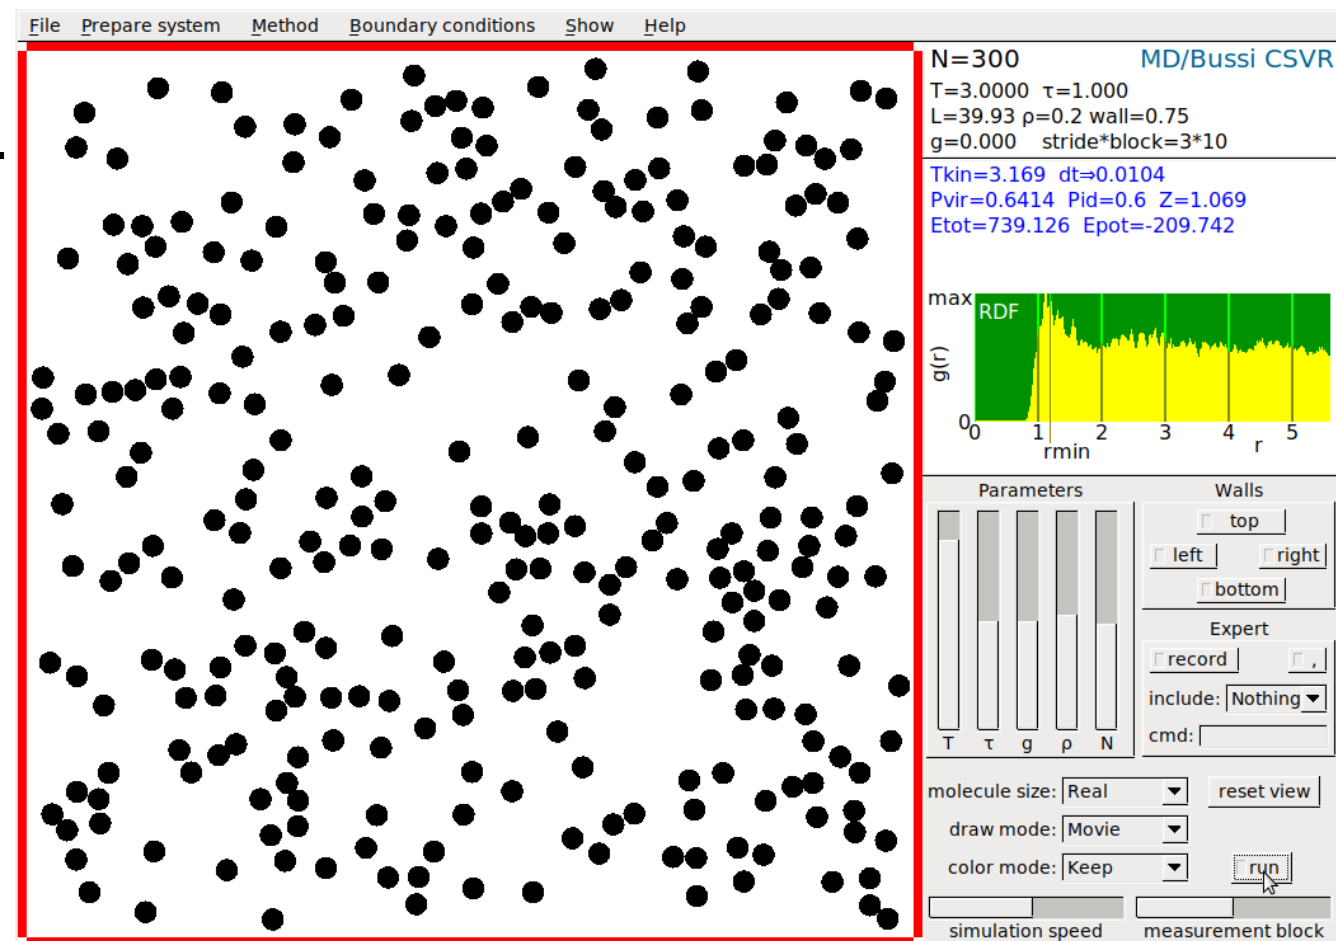 File Prepare system Method Boundary conditions Show Help
N=300 MD/Bussi CSVR
T=3.0000 τ=1.000
L=39.93 ρ=0.2 wall=0.75
g=0.000 stride*block=3*10
Tkin=3.169 dt⇒0.0104
Pvir=0.6414 Pid=0.6 Z=1.069
Etot=739.126 Epot=-209.742
max
RDF
g(r)
0
0 1 2 3 4 5
rmin
r
Parameters
T τ g ρ N
Walls
top
left right
bottom
Expert
record ,
include: Nothing
cmd:
molecule size: Real reset view
draw mode: Movie
color mode: Keep run
simulation speed measurement block